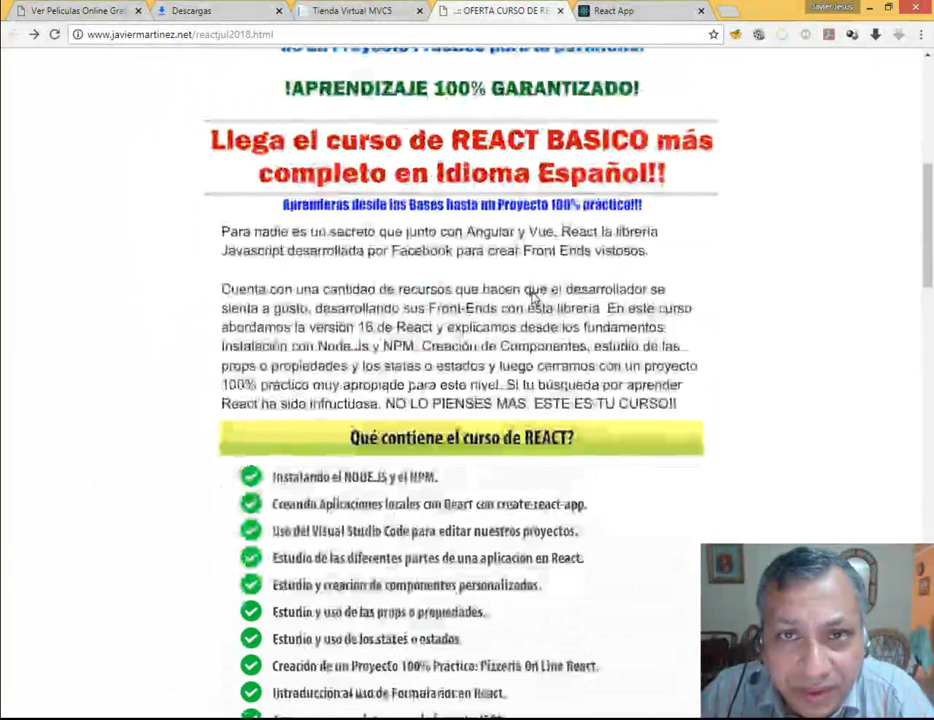 Ver Peliculas Online Gra
Descargas
Tienda Virtual MVC5
.:: OFERTA CURSO DE RE
React App
Javier Jesus
www.javiermartinez.net/reactjul2018.html
!APRENDIZAJE 100% GARANTIZADO!
Llega el curso de REACT BASICO más
completo en Idioma Español!!
Aprenderas desde las Bases hasta un Proyecto 100% práctico!!!
Para nadie es un secreto que junto con Angular y Vue, React la libreria
Javascript desarrollada por Facebook para crear Front Ends vistosos.
Cuenta con una cantidad de recursos que hacen que el desarrollador se
sienta a gusto, desarrollando sus Front-Ends con esta libreria. En este curso
abordamos la versión 16 de React y explicamos desde los fundamentos
Instalación con Node.Js y NPM, Creación de Componentes, estudio de las
props o propiedades y los states o estados y luego cerramos con un proyecto
100% práctico muy apropiado para este nivel. Si tu búsqueda por aprender
React ha sido infructuosa. NO LO PIENSES MAS. ESTE ES TU CURSO!!
Qué contiene el curso de REACT?
Instalando el NODE.JS y el NPM.
Creando Aplicaciones locales con React con create-react-app.
Uso del Visual Studio Code para editar nuestros proyectos.
Estudio de las diferentes partes de una aplicacion en React.
Estudio y creacion de componentes personalizados.
Estudio y uso de las props o propiedades.
Estudio y uso de los states o estados
Creación de un Proyecto 100% Práctico: Pizzeria On Line React.
Introducción al uso de Formularios en React.